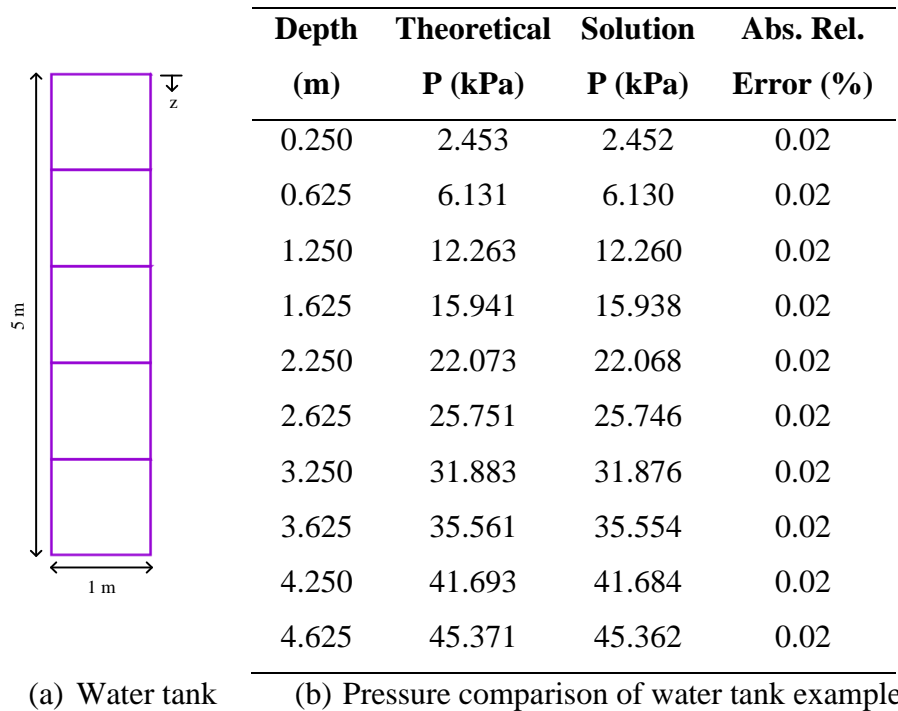 Depth Theoretical Solution Abs. Rel.
(m) P (kPa) P (kPa) Error (%)
0.250 2.453 2.452 0.02
0.625 6.131 6.130 0.02
1.250 12.263 12.260 0.02
1.625 15.941 15.938 0.02
2.250 22.073 22.068 0.02
2.625 25.751 25.746 0.02
3.250 31.883 31.876 0.02
3.625 35.561 35.554 0.02
4.250 41.693 41.684 0.02
4.625 45.371 45.362 0.02
z
5 m
1 m
(a) Water tank
(b) Pressure comparison of water tank example